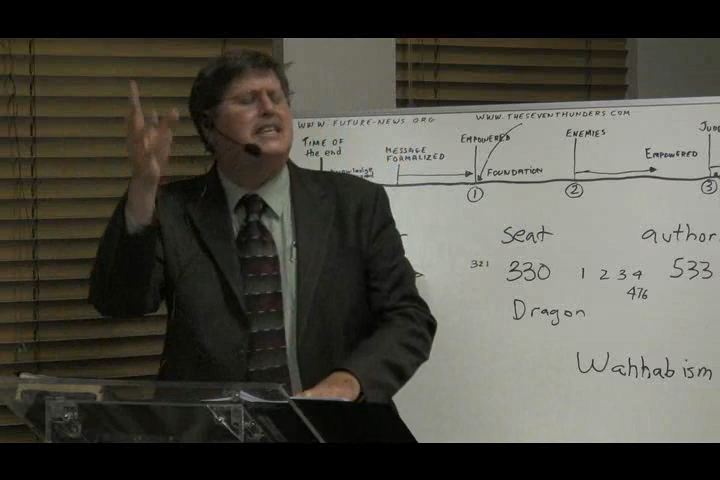 WWW. FUTURE-NEWS.ORG
WWW.THESEVENTHUNDERS.COM
TIME OF
the end
MESSAGE
FORMALIZED
EMPOWERED
FOUNDATION
ENEMIES
EMPOWERED
1
2
3
seat
321
330
1 2 3 4
476
533
Dragon
Wahhabism